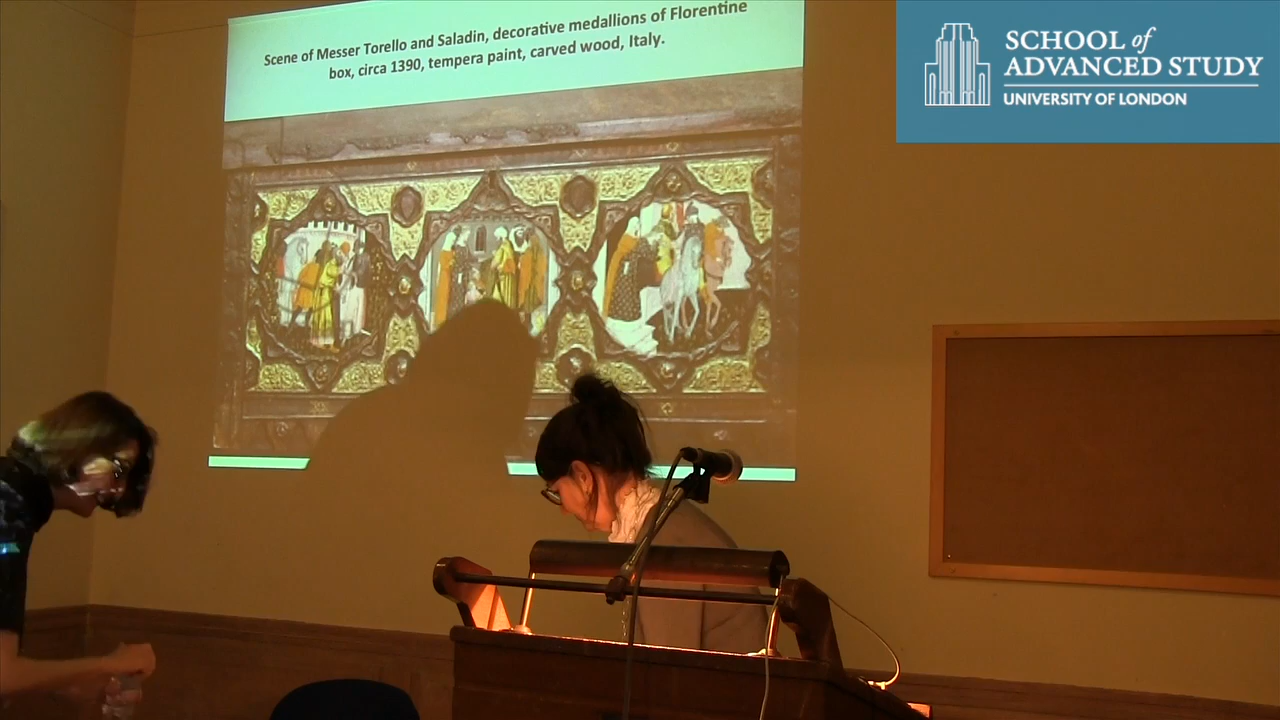 Scene of Messer Torello and Saladin, decorative medallions of Florentine
box, circa 1390, tempera paint, carved wood, Italy.
SCHOOL of
ADVANCED STUDY
UNIVERSITY OF LONDON